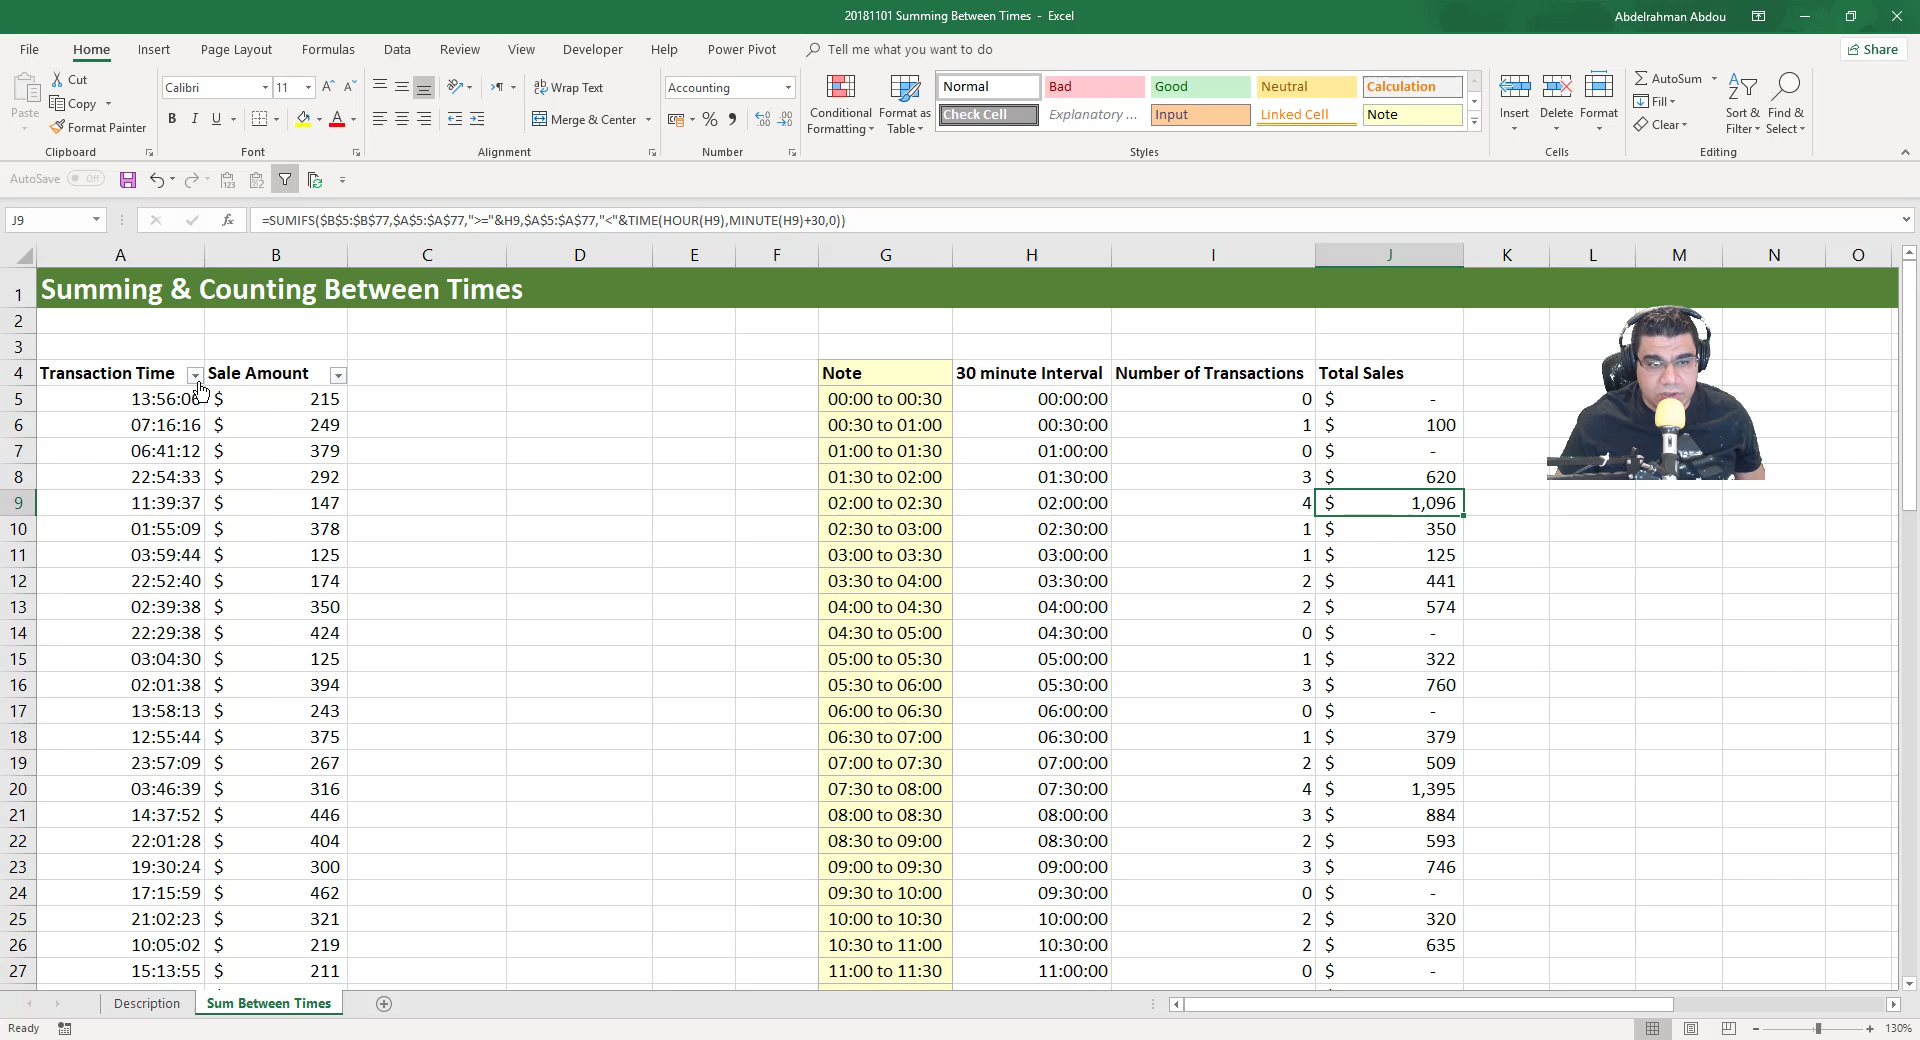 20181101 Summing Between Times - Excel
Abdelrahman Abdou
File Home Insert Draw Page Layout Formulas Data Review View Developer Help Power Pivot Tell me what you want to do Share
Cut
Copy
Format Painter
Paste
Clipboard
Calibri 11
B I U
Font
Wrap Text
Merge & Center
Alignment
Accounting
Number
Conditional Formatting
Format as Table
Normal Bad Good Neutral Calculation
Check Cell Explanatory ... Input Linked Cell Note
Styles
Insert Delete Format
Cells
AutoSum
Fill
Clear
Sort & Filter
Find & Select
Editing
AutoSave Off
J9 fx =SUMIFS($B$5:$B$77,$A$5:$A$77,">="&H9,$A$5:$A$77,"<"&TIME(HOUR(H9),MINUTE(H9)+30,0))
A B C D E F G H I J K L M N O
1 Summing & Counting Between Times
2
3
4 Transaction Time Sale Amount Note 30 minute Interval Number of Transactions Total Sales
5 13:56:0 $ 215 00:00 to 00:30 00:00:00 0 $ -
6 07:16:16 $ 249 00:30 to 01:00 00:30:00 1 $ 100
7 06:41:12 $ 379 01:00 to 01:30 01:00:00 0 $ -
8 22:54:33 $ 292 01:30 to 02:00 01:30:00 3 $ 620
9 11:39:37 $ 147 02:00 to 02:30 02:00:00 4 $ 1,096
10 01:55:09 $ 378 02:30 to 03:00 02:30:00 1 $ 350
11 03:59:44 $ 125 03:00 to 03:30 03:00:00 1 $ 125
12 22:52:40 $ 174 03:30 to 04:00 03:30:00 2 $ 441
13 02:39:38 $ 350 04:00 to 04:30 04:00:00 2 $ 574
14 22:29:38 $ 424 04:30 to 05:00 04:30:00 0 $ -
15 03:04:30 $ 125 05:00 to 05:30 05:00:00 1 $ 322
16 02:01:38 $ 394 05:30 to 06:00 05:30:00 3 $ 760
17 13:58:13 $ 243 06:00 to 06:30 06:00:00 0 $ -
18 12:55:44 $ 375 06:30 to 07:00 06:30:00 1 $ 379
19 23:57:09 $ 267 07:00 to 07:30 07:00:00 2 $ 509
20 03:46:39 $ 316 07:30 to 08:00 07:30:00 4 $ 1,395
21 14:37:52 $ 446 08:00 to 08:30 08:00:00 3 $ 884
22 22:01:28 $ 404 08:30 to 09:00 08:30:00 2 $ 593
23 19:30:24 $ 300 09:00 to 09:30 09:00:00 3 $ 746
24 17:15:59 $ 462 09:30 to 10:00 09:30:00 0 $ -
25 21:02:23 $ 321 10:00 to 10:30 10:00:00 2 $ 320
26 10:05:02 $ 219 10:30 to 11:00 10:30:00 2 $ 635
27 15:13:55 $ 211 11:00 to 11:30 11:00:00 0 $ -
Description Sum Between Times
Ready 130%